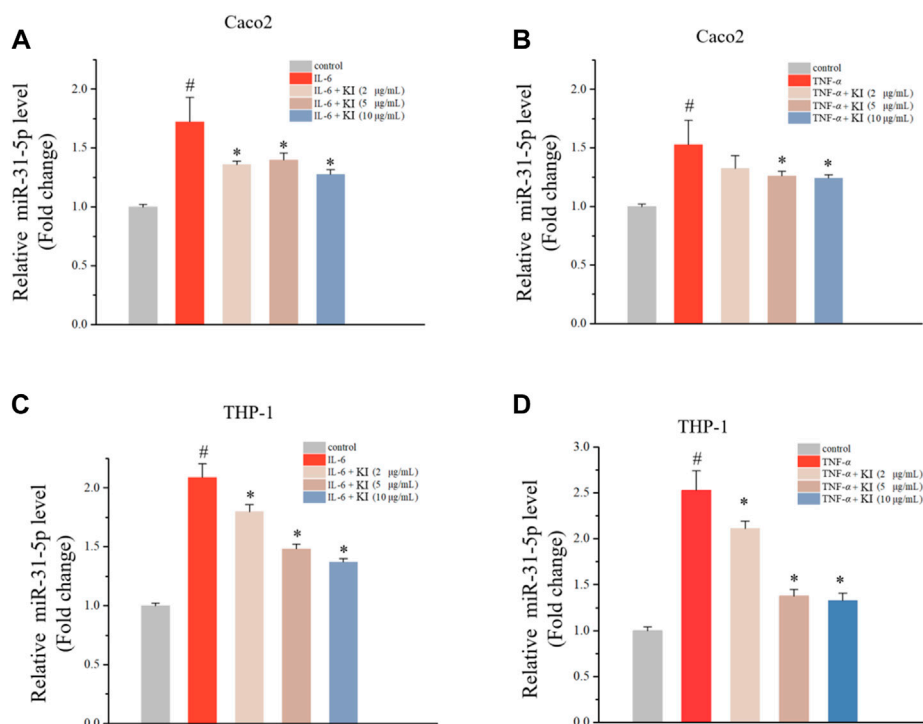 A
Caco2
Relative miR-31-5p level
(Fold change)
2.0
1.5
1.0
0.5
0.0
#
*
*
*
control
IL-6
IL-6 + KI (2 μg/mL)
IL-6 + KI (5 μg/mL)
IL-6 + KI (10 μg/mL)
B
Caco2
Relative miR-31-5p level
(Fold change)
2.0
1.5
1.0
0.5
0.0
#
*
*
control
TNF-α
TNF-α + KI (2 μg/mL)
TNF-α + KI (5 μg/mL)
TNF-α + KI (10 μg/mL)
C
THP-1
Relative miR-31-5p level
(Fold change)
2.0
1.5
1.0
0.5
0.0
#
*
*
*
control
IL-6
IL-6 + KI (2 μg/mL)
IL-6 + KI (5 μg/mL)
IL-6 + KI (10 μg/mL)
D
THP-1
Relative miR-31-5p level
(Fold change)
3.0
2.5
2.0
1.5
1.0
0.5
0.0
#
*
*
*
control
TNF-α
TNF-α + KI (2 μg/mL)
TNF-α + KI (5 μg/mL)
TNF-α + KI (10 μg/mL)